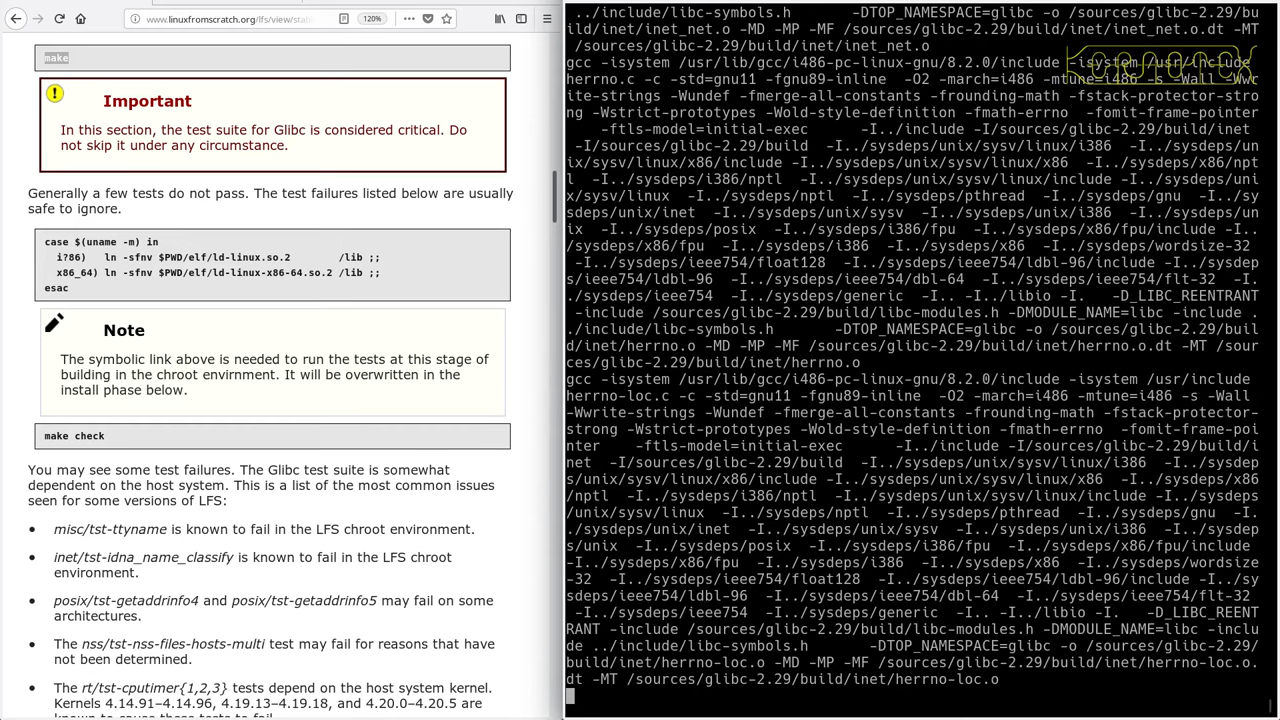 www.linuxfromscratch.org/lfs/view/stab
120%
make
Important
In this section, the test suite for Glibc is considered critical. Do
not skip it under any circumstance.
Generally a few tests do not pass. The test failures listed below are usually
safe to ignore.
case $(uname -m) in
i?86) ln -sfnv $PWD/elf/ld-linux.so.2 /lib ;;
x86_64) ln -sfnv $PWD/elf/ld-linux-x86-64.so.2 /lib ;;
esac
Note
The symbolic link above is needed to run the tests at this stage of
building in the chroot envirnment. It will be overwritten in the
install phase below.
make check
You may see some test failures. The Glibc test suite is somewhat
dependent on the host system. This is a list of the most common issues
seen for some versions of LFS:
• misc/tst-ttyname is known to fail in the LFS chroot environment.
• inet/tst-idna_name_classify is known to fail in the LFS chroot
environment.
• posix/tst-getaddrinfo4 and posix/tst-getaddrinfo5 may fail on some
architectures.
• The nss/tst-nss-files-hosts-multi test may fail for reasons that have
not been determined.
• The rt/tst-cputimer{1,2,3} tests depend on the host system kernel.
Kernels 4.14.91–4.14.96, 4.19.13–4.19.18, and 4.20.0–4.20.5 are
known to cause these tests to fail.
../include/libc-symbols.h -DTOP_NAMESPACE=glibc -o /sources/glibc-2.29/bu
ild/inet/inet_net.o -MD -MP -MF /sources/glibc-2.29/build/inet/inet_net.o.dt -MT
/sources/glibc-2.29/build/inet/inet_net.o
gcc -isystem /usr/lib/gcc/i486-pc-linux-gnu/8.2.0/include -isystem /usr/include
herrno.c -c -std=gnu11 -fgnu89-inline -O2 -march=i486 -mtune=i486 -s -Wall -Wwr
ite-strings -Wundef -fmerge-all-constants -frounding-math -fstack-protector-stro
ng -Wstrict-prototypes -Wold-style-definition -fmath-errno -fomit-frame-pointer
-ftls-model=initial-exec -I../include -I/sources/glibc-2.29/build/inet
-I/sources/glibc-2.29/build -I../sysdeps/unix/sysv/linux/i386 -I../sysdeps/un
ix/sysv/linux/x86/include -I../sysdeps/unix/sysv/linux/x86 -I../sysdeps/x86/npt
l -I../sysdeps/i386/nptl -I../sysdeps/unix/sysv/linux/include -I../sysdeps/un
ix/sysv/linux -I../sysdeps/nptl -I../sysdeps/pthread -I../sysdeps/gnu -I../sy
sdeps/unix/inet -I../sysdeps/unix/sysv -I../sysdeps/unix/i386 -I../sysdeps/un
ix -I../sysdeps/posix -I../sysdeps/i386/fpu -I../sysdeps/x86/fpu/include -I..
/sysdeps/x86/fpu -I../sysdeps/i386 -I../sysdeps/x86 -I../sysdeps/wordsize-32
-I../sysdeps/ieee754/float128 -I../sysdeps/ieee754/ldbl-96/include -I../sysdeps
/ieee754/ldbl-96 -I../sysdeps/ieee754/dbl-64 -I../sysdeps/ieee754/flt-32 -I.
./sysdeps/ieee754 -I../sysdeps/generic -I.. -I../libio -I. -D_LIBC_REENTRANT
-include /sources/glibc-2.29/build/libc-modules.h -DMODULE_NAME=libc -include .
./include/libc-symbols.h -DTOP_NAMESPACE=glibc -o /sources/glibc-2.29/buil
d/inet/herrno.o -MD -MP -MF /sources/glibc-2.29/build/inet/herrno.o.dt -MT /sour
ces/glibc-2.29/build/inet/herrno.o
gcc -isystem /usr/lib/gcc/i486-pc-linux-gnu/8.2.0/include -isystem /usr/include
herrno-loc.c -c -std=gnu11 -fgnu89-inline -O2 -march=i486 -mtune=i486 -s -Wall
-Wwrite-strings -Wundef -fmerge-all-constants -frounding-math -fstack-protector-
strong -Wstrict-prototypes -Wold-style-definition -fmath-errno -fomit-frame-poi
nter -ftls-model=initial-exec -I../include -I/sources/glibc-2.29/build/i
net -I/sources/glibc-2.29/build -I../sysdeps/unix/sysv/linux/i386 -I../sysdep
s/unix/sysv/linux/x86/include -I../sysdeps/unix/sysv/linux/x86 -I../sysdeps/x86
/nptl -I../sysdeps/i386/nptl -I../sysdeps/unix/sysv/linux/include -I../sysdeps
/unix/sysv/linux -I../sysdeps/nptl -I../sysdeps/pthread -I../sysdeps/gnu -I.
./sysdeps/unix/inet -I../sysdeps/unix/sysv -I../sysdeps/unix/i386 -I../sysdep
s/unix -I../sysdeps/posix -I../sysdeps/i386/fpu -I../sysdeps/x86/fpu/include
-I../sysdeps/x86/fpu -I../sysdeps/i386 -I../sysdeps/x86 -I../sysdeps/wordsize
-32 -I../sysdeps/ieee754/float128 -I../sysdeps/ieee754/ldbl-96/include -I../sy
sdeps/ieee754/ldbl-96 -I../sysdeps/ieee754/dbl-64 -I../sysdeps/ieee754/flt-32
-I../sysdeps/ieee754 -I../sysdeps/generic -I.. -I../libio -I. -D_LIBC_REENT
RANT -include /sources/glibc-2.29/build/libc-modules.h -DMODULE_NAME=libc -inclu
de ../include/libc-symbols.h -DTOP_NAMESPACE=glibc -o /sources/glibc-2.29/
build/inet/herrno-loc.o -MD -MP -MF /sources/glibc-2.29/build/inet/herrno-loc.o.
dt -MT /sources/glibc-2.29/build/inet/herrno-loc.o